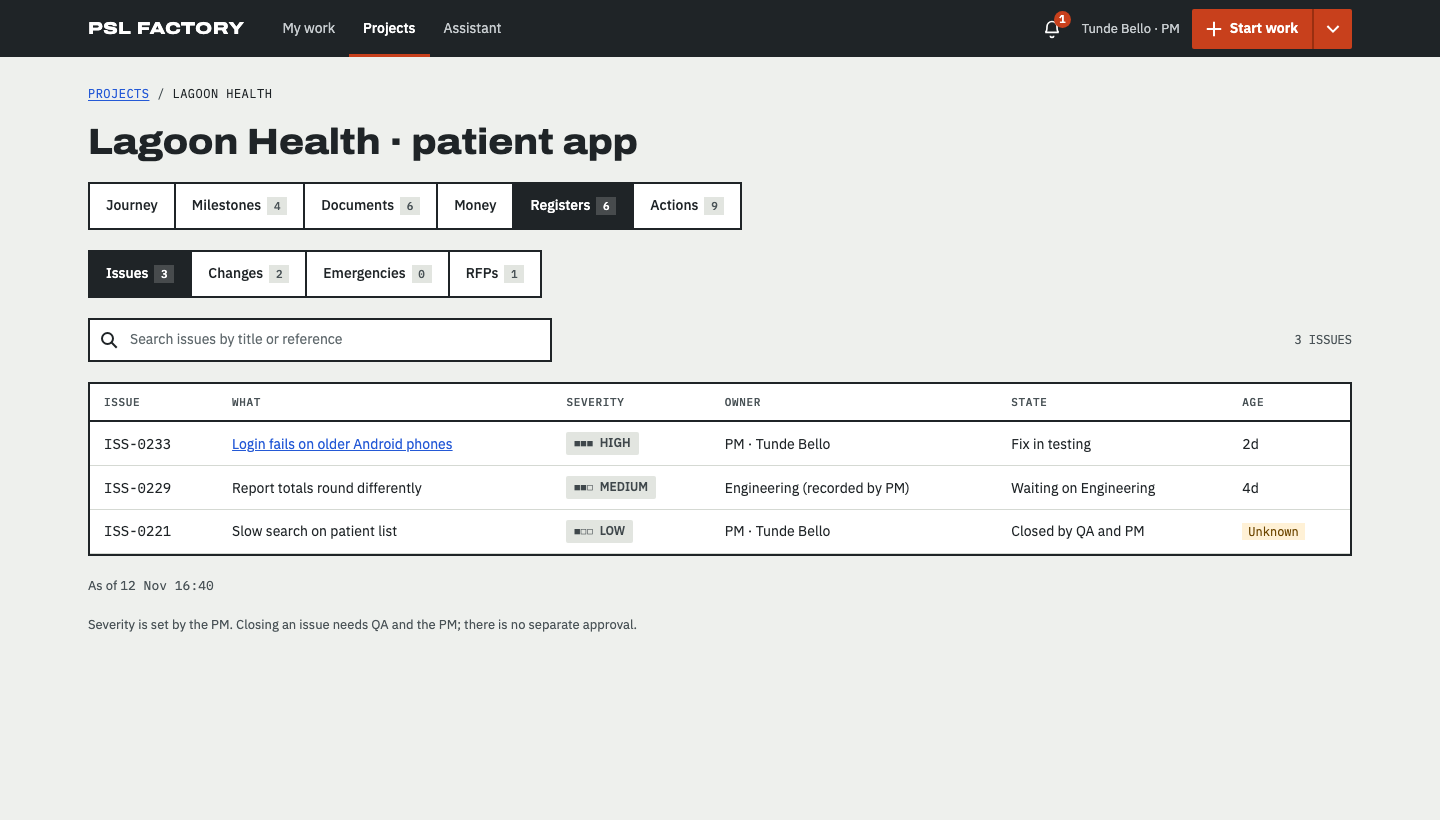 PSL FACTORY My work Projects Assistant 1 Tunde Bello · PM Start work
PROJECTS / LAGOON HEALTH
Lagoon Health · patient app
Journey Milestones 4 Documents 6 Money Registers 6 Actions 9
Issues 3 Changes 2 Emergencies 0 RFPs 1
Search issues by title or reference 3 ISSUES
ISSUE WHAT SEVERITY OWNER STATE AGE
ISS-0233 Login fails on older Android phones ■■■ HIGH PM · Tunde Bello Fix in testing 2d
ISS-0229 Report totals round differently ■■□ MEDIUM Engineering (recorded by PM) Waiting on Engineering 4d
ISS-0221 Slow search on patient list ■□□ LOW PM · Tunde Bello Closed by QA and PM Unknown
As of 12 Nov 16:40
Severity is set by the PM. Closing an issue needs QA and the PM; there is no separate approval.